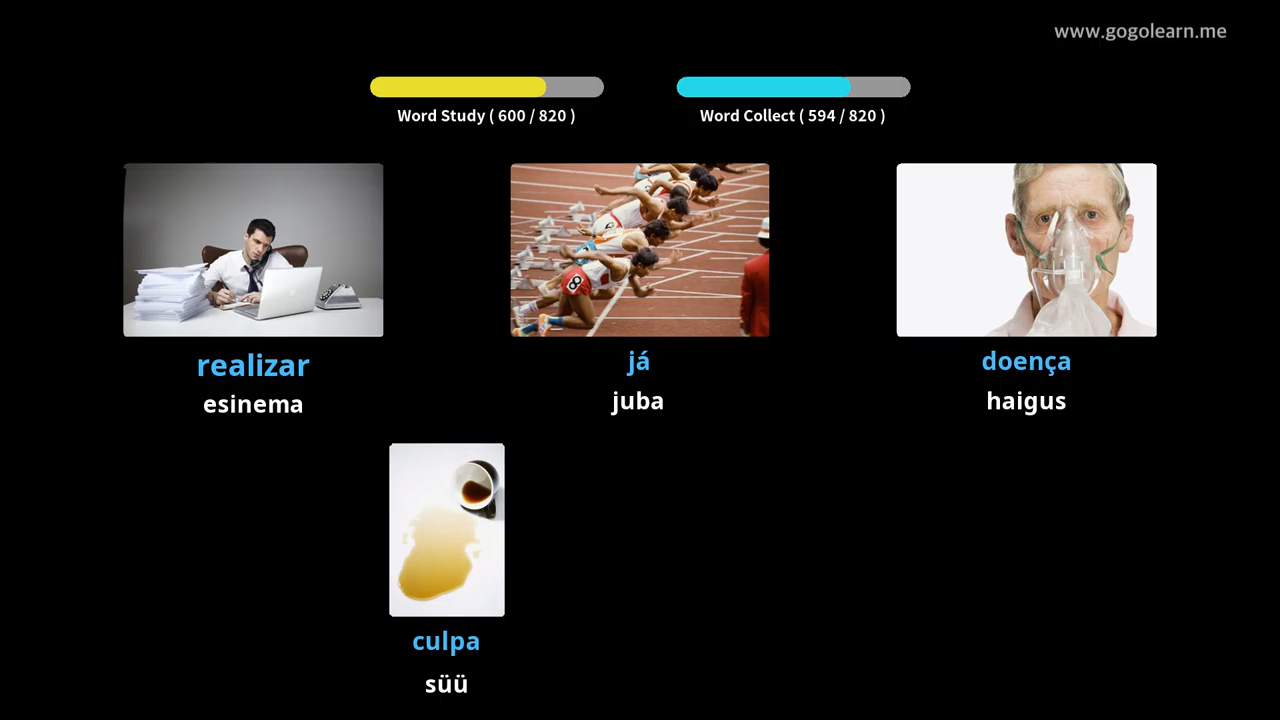 www.gogolearn.me
Word Study ( 600 / 820 )
Word Collect ( 594 / 820 )
realizar
esinema
já
juba
doença
haigus
culpa
süü